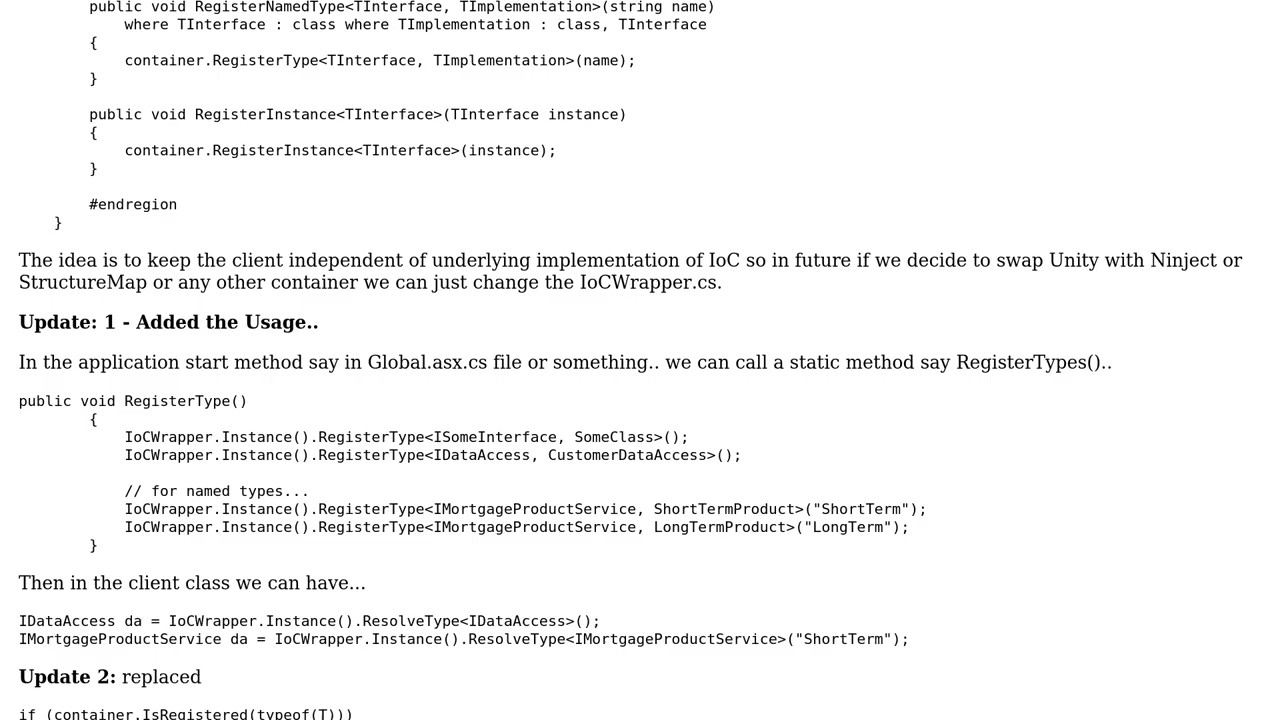 public void RegisterNamedType<TInterface, TImplementation>(string name)
where TInterface : class where TImplementation : class, TInterface
{
container.RegisterType<TInterface, TImplementation>(name);
}
public void RegisterInstance<TInterface>(TInterface instance)
{
container.RegisterInstance<TInterface>(instance);
}
#endregion
}
The idea is to keep the client independent of underlying implementation of IoC so in future if we decide to swap Unity with Ninject or
StructureMap or any other container we can just change the IoCWrapper.cs.
Update: 1 - Added the Usage..
In the application start method say in Global.asx.cs file or something.. we can call a static method say RegisterTypes()..
public void RegisterType()
{
IoCWrapper.Instance().RegisterType<ISomeInterface, SomeClass>();
IoCWrapper.Instance().RegisterType<IDataAccess, CustomerDataAccess>();
// for named types...
IoCWrapper.Instance().RegisterType<IMortgageProductService, ShortTermProduct>("ShortTerm");
IoCWrapper.Instance().RegisterType<IMortgageProductService, LongTermProduct>("LongTerm");
}
Then in the client class we can have...
IDataAccess da = IoCWrapper.Instance().ResolveType<IDataAccess>();
IMortgageProductService da = IoCWrapper.Instance().ResolveType<IMortgageProductService>("ShortTerm");
Update 2: replaced
if (container.IsRegistered(typeof(T)))